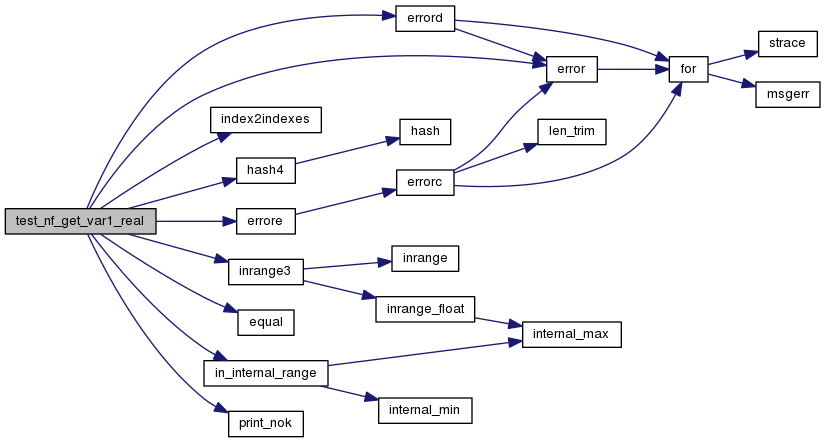 errord
strace
error
for
msgerr
index2indexes
hash
len_trim
hash4
errorc
test_nf_get_var1_real
errore
inrange
inrange3
inrange_float
equal
internal_max
in_internal_range
internal_min
print_nok